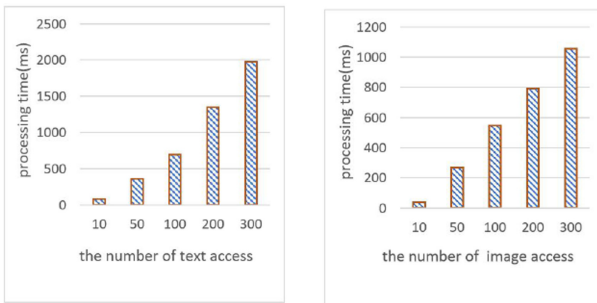 2500
2000
1500
1000
500
0
processing time(ms)
10 50 100 200 300
the number of text access
1200
1000
800
600
400
200
0
processing time(ms)
10 50 100 200 300
the number of image access